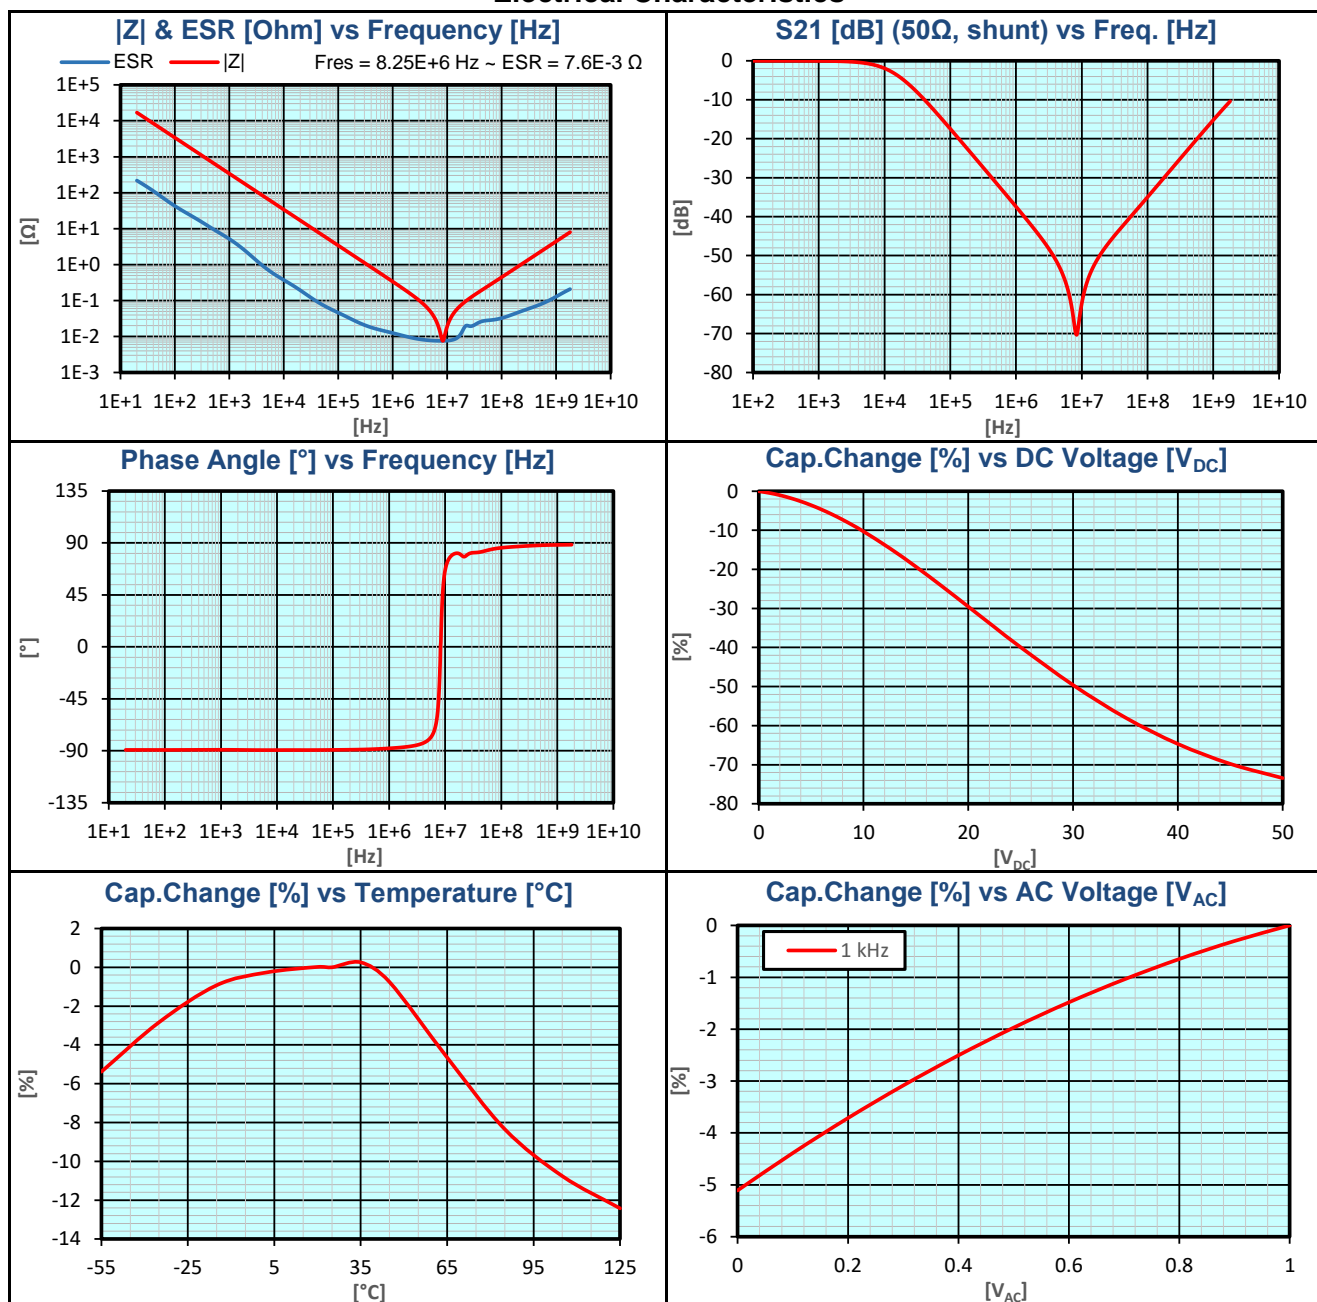 |Z| & ESR [Ohm] vs Frequency [Hz]
ESR |Z| Fres = 8.25E+6 Hz ~ ESR = 7.6E-3 Ω
1E+5
1E+4
1E+3
1E+2
1E+1
1E+0
1E-1
1E-2
1E-3
[Ω]
1E+1 1E+2 1E+3 1E+4 1E+5 1E+6 1E+7 1E+8 1E+9 1E+10
[Hz]
S21 [dB] (50Ω, shunt) vs Freq. [Hz]
0
-10
-20
-30
-40
-50
-60
-70
-80
[dB]
1E+2 1E+3 1E+4 1E+5 1E+6 1E+7 1E+8 1E+9 1E+10
[Hz]
Phase Angle [°] vs Frequency [Hz]
135
90
45
0
-45
-90
-135
[°]
1E+1 1E+2 1E+3 1E+4 1E+5 1E+6 1E+7 1E+8 1E+9 1E+10
[Hz]
Cap.Change [%] vs DC Voltage [VDC]
0
-10
-20
-30
-40
-50
-60
-70
-80
[%]
0 10 20 30 40 50
[VDC]
Cap.Change [%] vs Temperature [°C]
2
0
-2
-4
-6
-8
-10
-12
-14
[%]
-55 -25 5 35 65 95 125
[°C]
Cap.Change [%] vs AC Voltage [VAC]
1 kHz
0
-1
-2
-3
-4
-5
-6
[%]
0 0.2 0.4 0.6 0.8 1
[VAC]